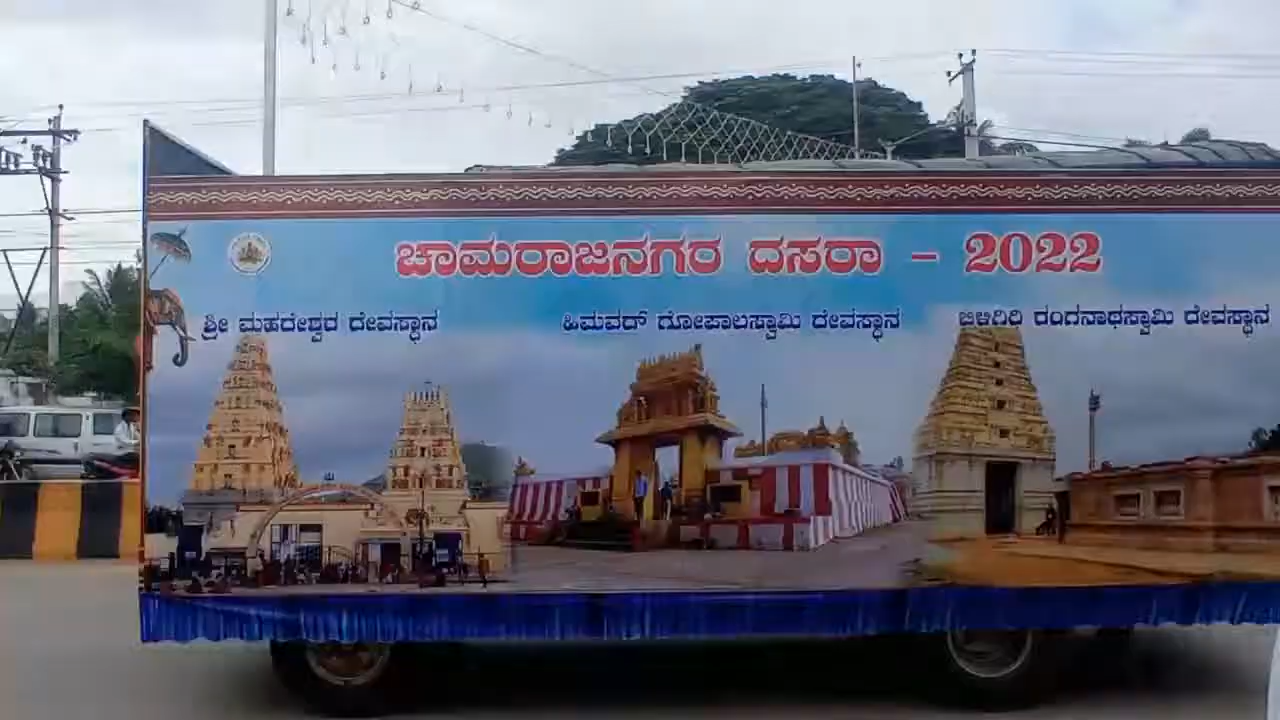 ಚಾಮರಾಜನಗರ ದಸರಾ - 2022
ಶ್ರೀ ಮಹದೇಶ್ವರ ದೇವಸ್ಥಾನ ಹಿಮವದ್ ಗೋಪಾಲಸ್ವಾಮಿ ದೇವಸ್ಥಾನ ಬಿಳಿಗಿರಿ ರಂಗನಾಥಸ್ವಾಮಿ ದೇವಸ್ಥಾನ